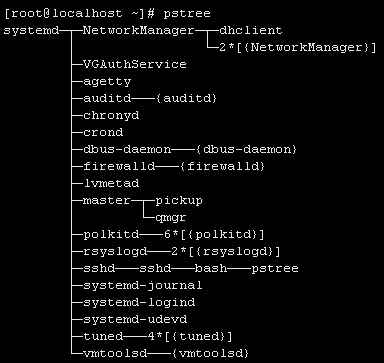 [root@localhost ~]# pstree
systemd─┬─NetworkManager─┬─dhclient
        │                └─2*[{NetworkManager}]
        ├─VGAuthService
        ├─agetty
        ├─auditd───{auditd}
        ├─chronyd
        ├─crond
        ├─dbus-daemon───{dbus-daemon}
        ├─firewalld───{firewalld}
        ├─lvmetad
        ├─master─┬─pickup
        │        └─qmgr
        ├─polkitd───6*[{polkitd}]
        ├─rsyslogd───2*[{rsyslogd}]
        ├─sshd───sshd───bash───pstree
        ├─systemd-journal
        ├─systemd-logind
        ├─systemd-udevd
        ├─tuned───4*[{tuned}]
        └─vmtoolsd───{vmtoolsd}